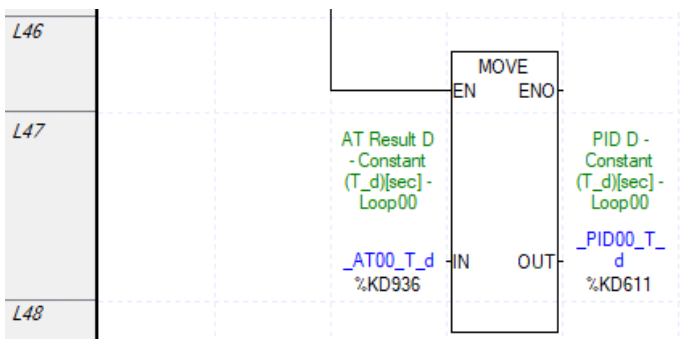 L46
MOVE
EN ENO
L47
AT Result D
- Constant
(T_d)[sec] -
Loop00
PID D -
Constant
(T_d)[sec] -
Loop00
_AT00_T_d
%KD936
IN OUT
_PID00_T_
d
%KD611
L48